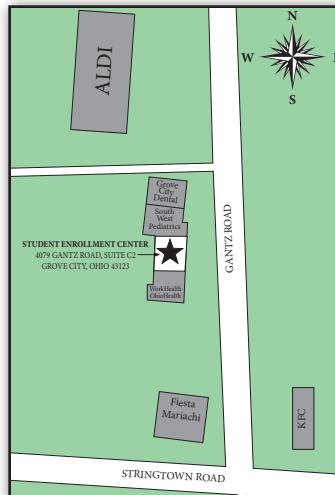 N
W
S
ALDI
Grove
City
Dental
South
West
Pediatrics
STUDENT ENROLLMENT CENTER
4079 GANTZ ROAD, SUITE C2
GROVE CITY, OHIO 43123
WorkHealth
OhioHealth
GANTZ ROAD
Fiesta
Mariachi
KFC
STRINGTOWN ROAD